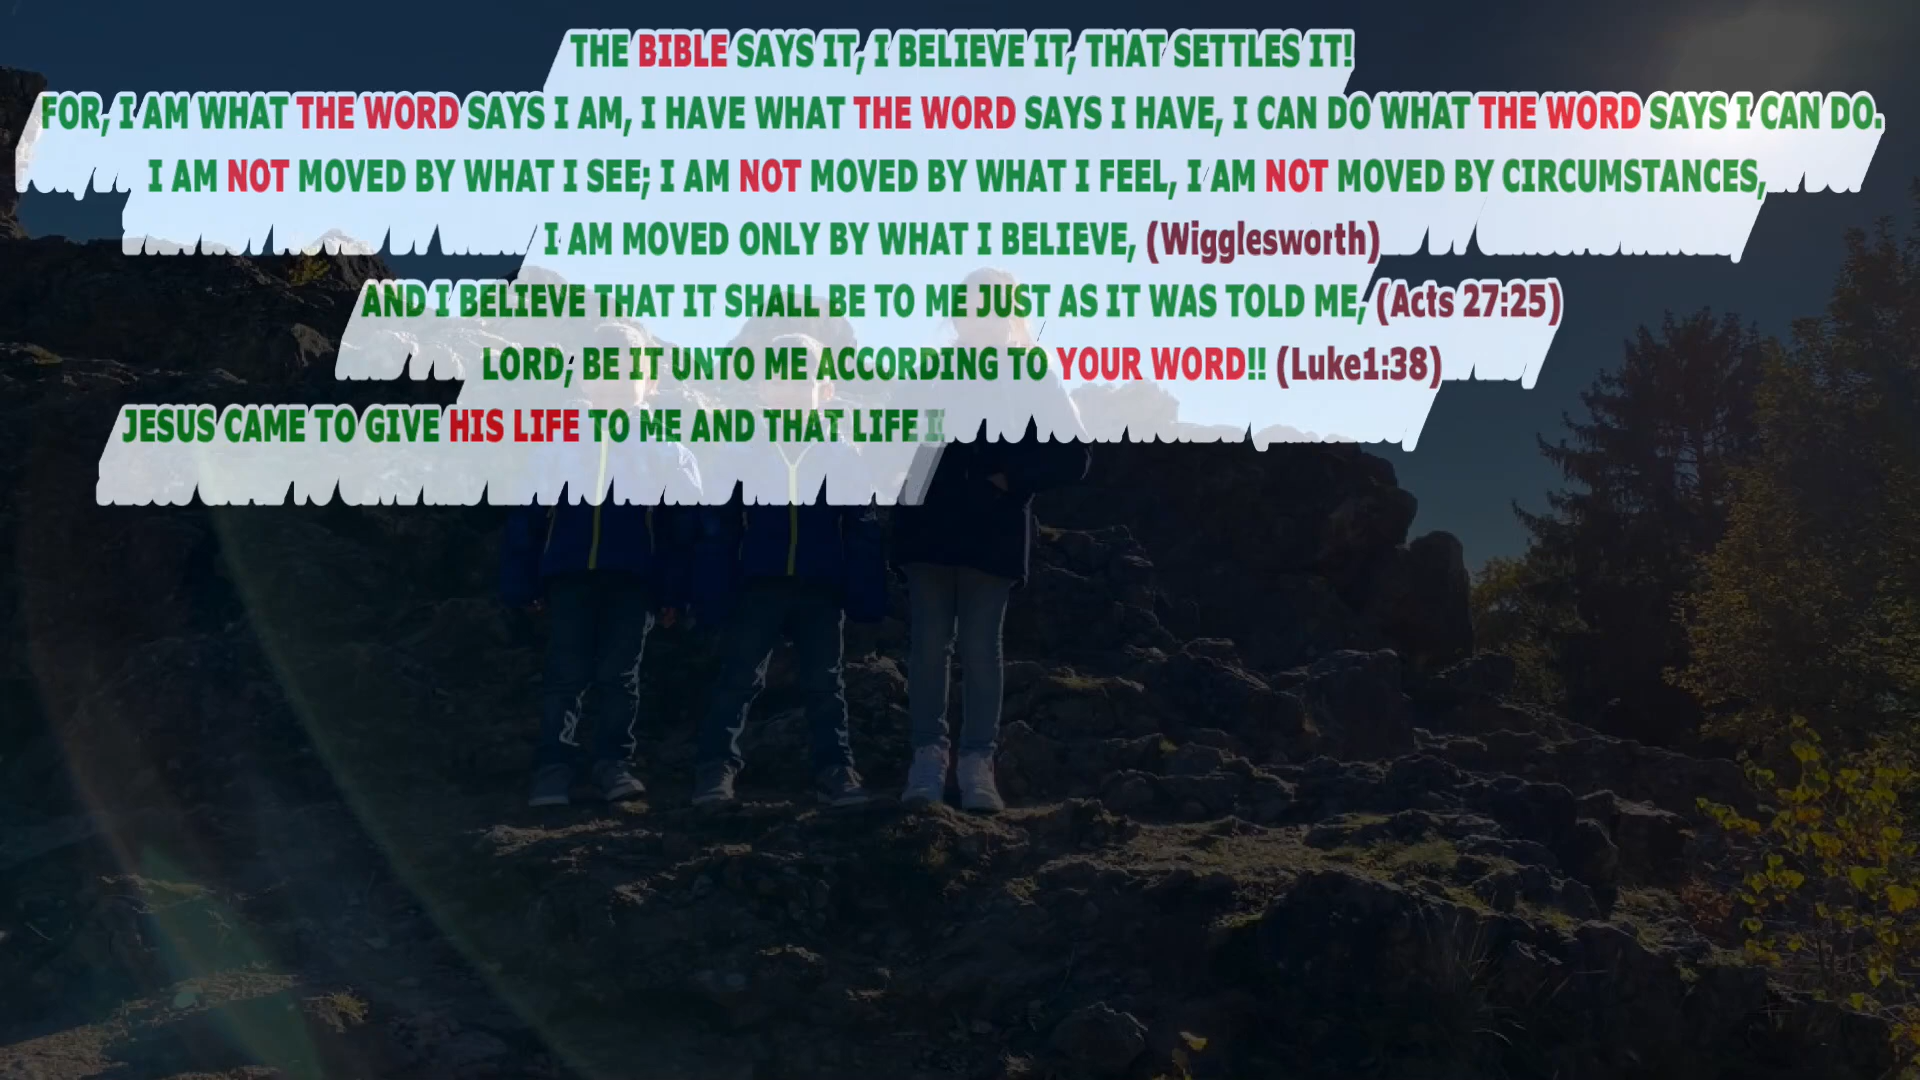 THE BIBLE SAYS IT, I BELIEVE IT, THAT SETTLES IT!
FOR, I AM WHAT THE WORD SAYS I AM, I HAVE WHAT THE WORD SAYS I HAVE, I CAN DO WHAT THE WORD SAYS I CAN DO.
I AM NOT MOVED BY WHAT I SEE; I AM NOT MOVED BY WHAT I FEEL, I AM NOT MOVED BY CIRCUMSTANCES,
I AM MOVED ONLY BY WHAT I BELIEVE, (Wigglesworth)
AND I BELIEVE THAT IT SHALL BE TO ME JUST AS IT WAS TOLD ME, (Acts 27:25)
LORD; BE IT UNTO ME ACCORDING TO YOUR WORD!! (Luke1:38)
JESUS CAME TO GIVE HIS LIFE TO ME AND THAT LIFE